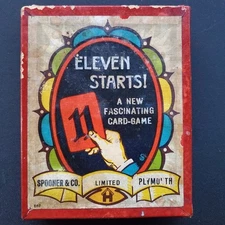 ELEVEN
STARTS!
A NEW
FASCINATING
CARD-GAME
11
SPOONER & CO. LIMITED PLYMOUTH
H